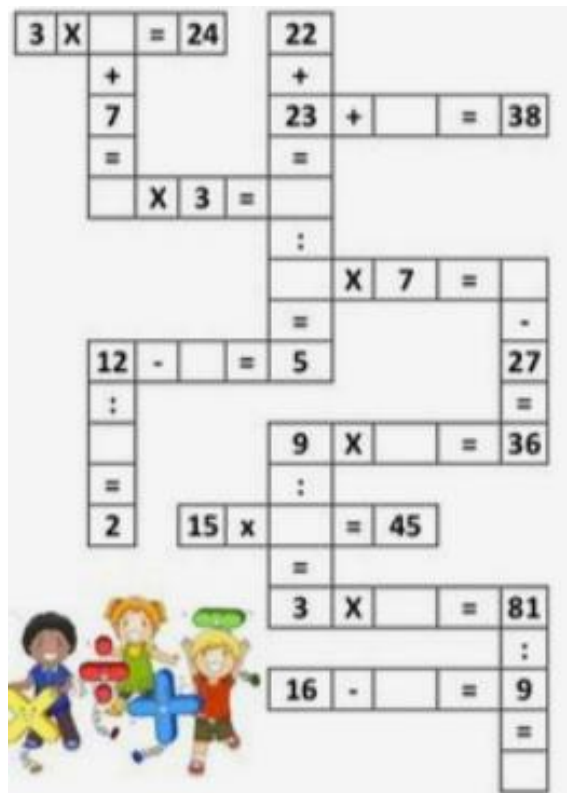 3 X = 24 22
+ +
7 23 + = 38
= =
X 3 =
:
X 7 =
= -
12 - = 5 27
: =
9 X = 36
= :
2 15 x = 45
=
3 X = 81
:
16 - = 9
=